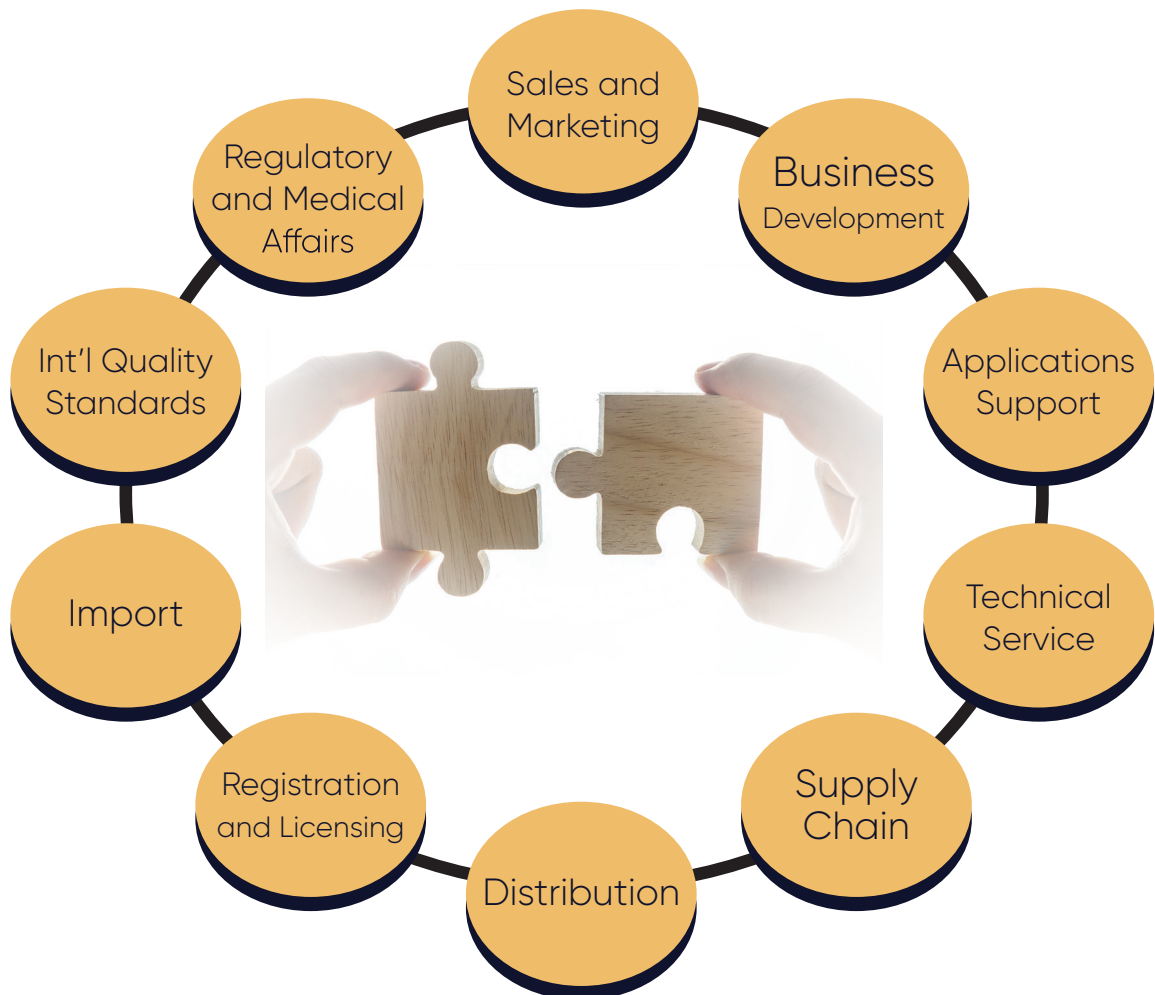 Sales and
Marketing
Business
Development
Applications
Support
Technical
Service
Supply
Chain
Distribution
Registration
and Licensing
Import
Int'l Quality
Standards
Regulatory
and Medical
Affairs